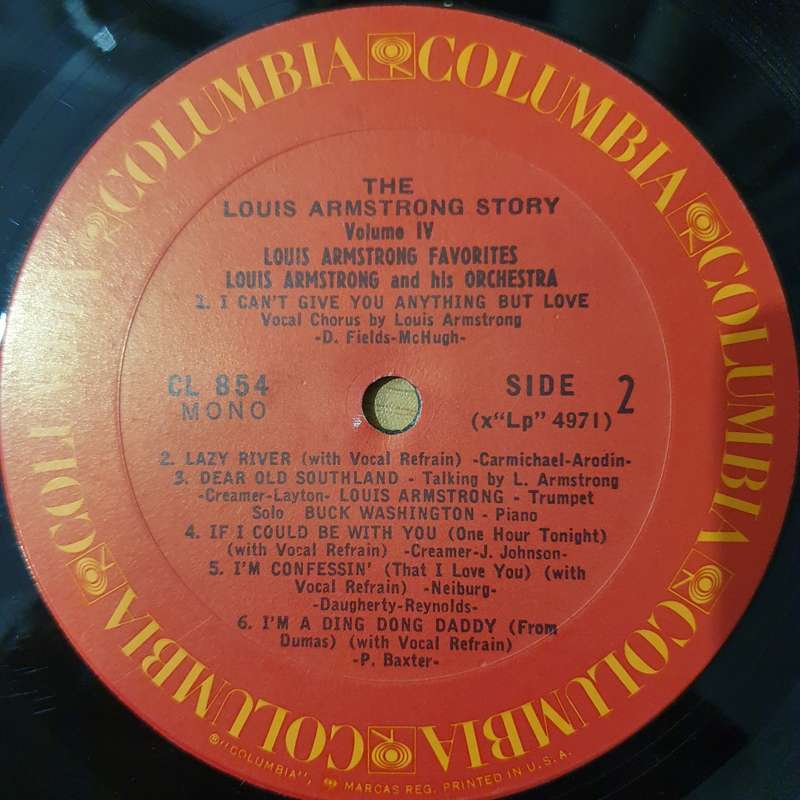 COLUMBIA COLUMBIA COLUMBIA COLUMBIA COLUMBIA COLUMBIA COLUMBIA COLUMBIA
THE
LOUIS ARMSTRONG STORY
Volume IV
LOUIS ARMSTRONG FAVORITES
LOUIS ARMSTRONG and his ORCHESTRA
1. I CAN'T GIVE YOU ANYTHING BUT LOVE
Vocal Chorus by Louis Armstrong
-D. Fields-McHugh-
CL 854
MONO
SIDE 2
(x"Lp" 4971)
2. LAZY RIVER (with Vocal Refrain) -Carmichael-Arodin-
3. DEAR OLD SOUTHLAND - Talking by L. Armstrong
-Creamer-Layton- LOUIS ARMSTRONG - Trumpet
Solo BUCK WASHINGTON - Piano
4. IF I COULD BE WITH YOU (One Hour Tonight)
(with Vocal Refrain) -Creamer-J. Johnson-
5. I'M CONFESSIN' (That I Love You) (with
Vocal Refrain) -Neiburg-
-Daugherty-Reynolds-
6. I'M A DING DONG DADDY (From
Dumas) (with Vocal Refrain)
-P. Baxter-
®"COLUMBIA", MARCAS REG. PRINTED IN U.S.A.